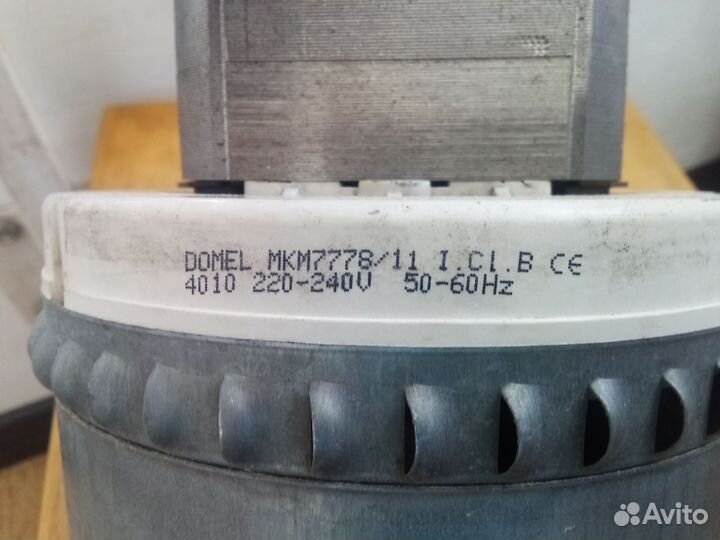 DOMEL MKM7778/11 I.Cl.B CE
4010 220-240V 50-60Hz
Avito